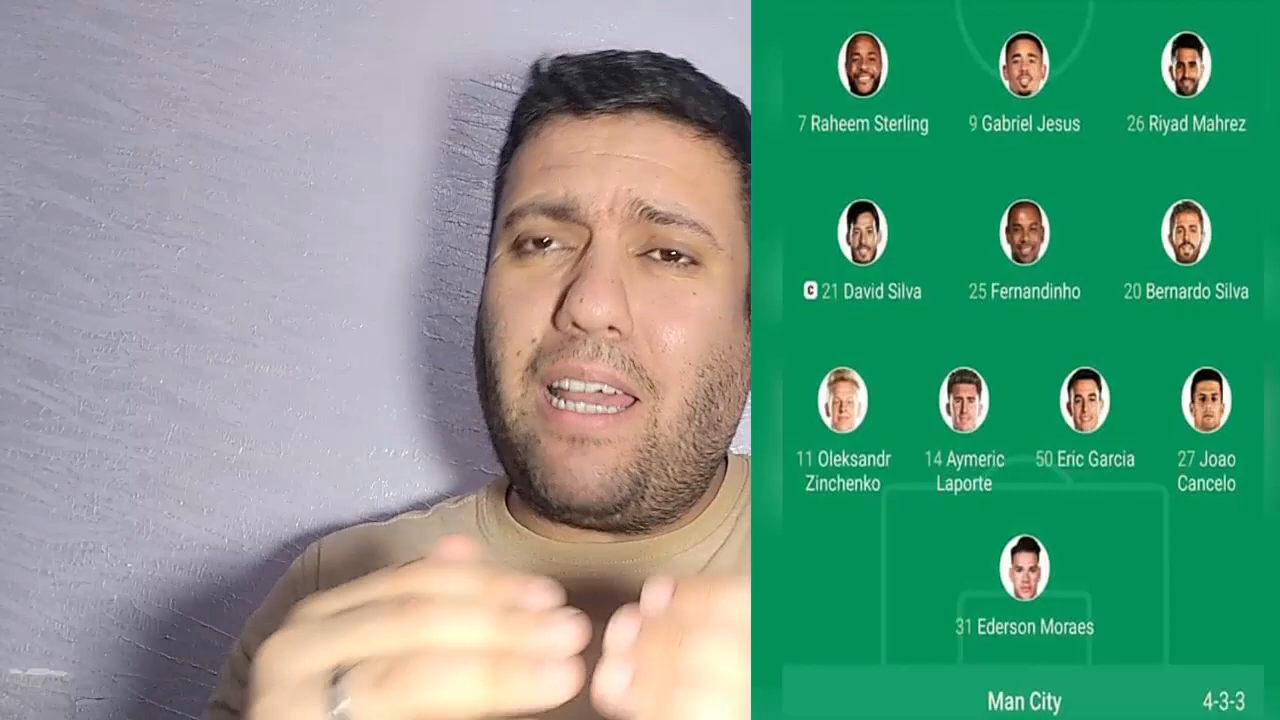 7 Raheem Sterling
9 Gabriel Jesus
26 Riyad Mahrez
C 21 David Silva
25 Fernandinho
20 Bernardo Silva
11 Oleksandr
Zinchenko
14 Aymeric
Laporte
50 Eric Garcia
27 Joao
Cancelo
31 Ederson Moraes
Man City
4-3-3